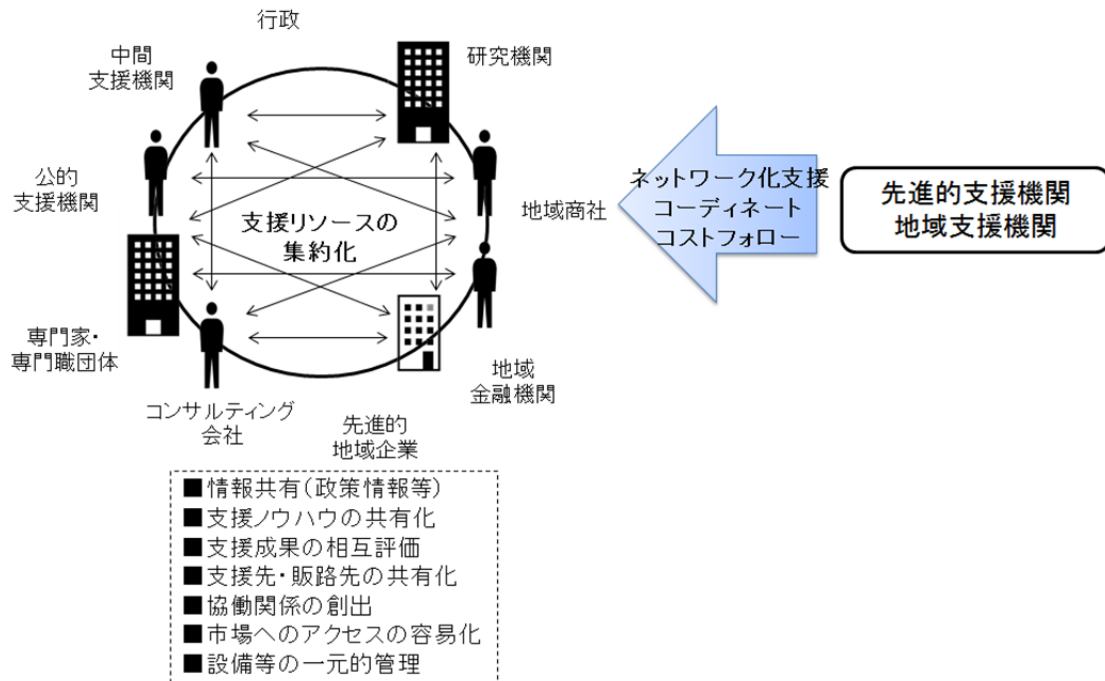 行政
中間
支援機関
研究機関
公的
支援機関
地域商社
支援リソースの
集約化
専門家・
専門職団体
地域
金融機関
コンサルティング
会社
先進的
地域企業
ネットワーク化支援
コーディネート
コストフォロー
先進的支援機関
地域支援機関
■情報共有(政策情報等)
■支援ノウハウの共有化
■支援成果の相互評価
■支援先・販路先の共有化
■協働関係の創出
■市場へのアクセスの容易化
■設備等の一元的管理